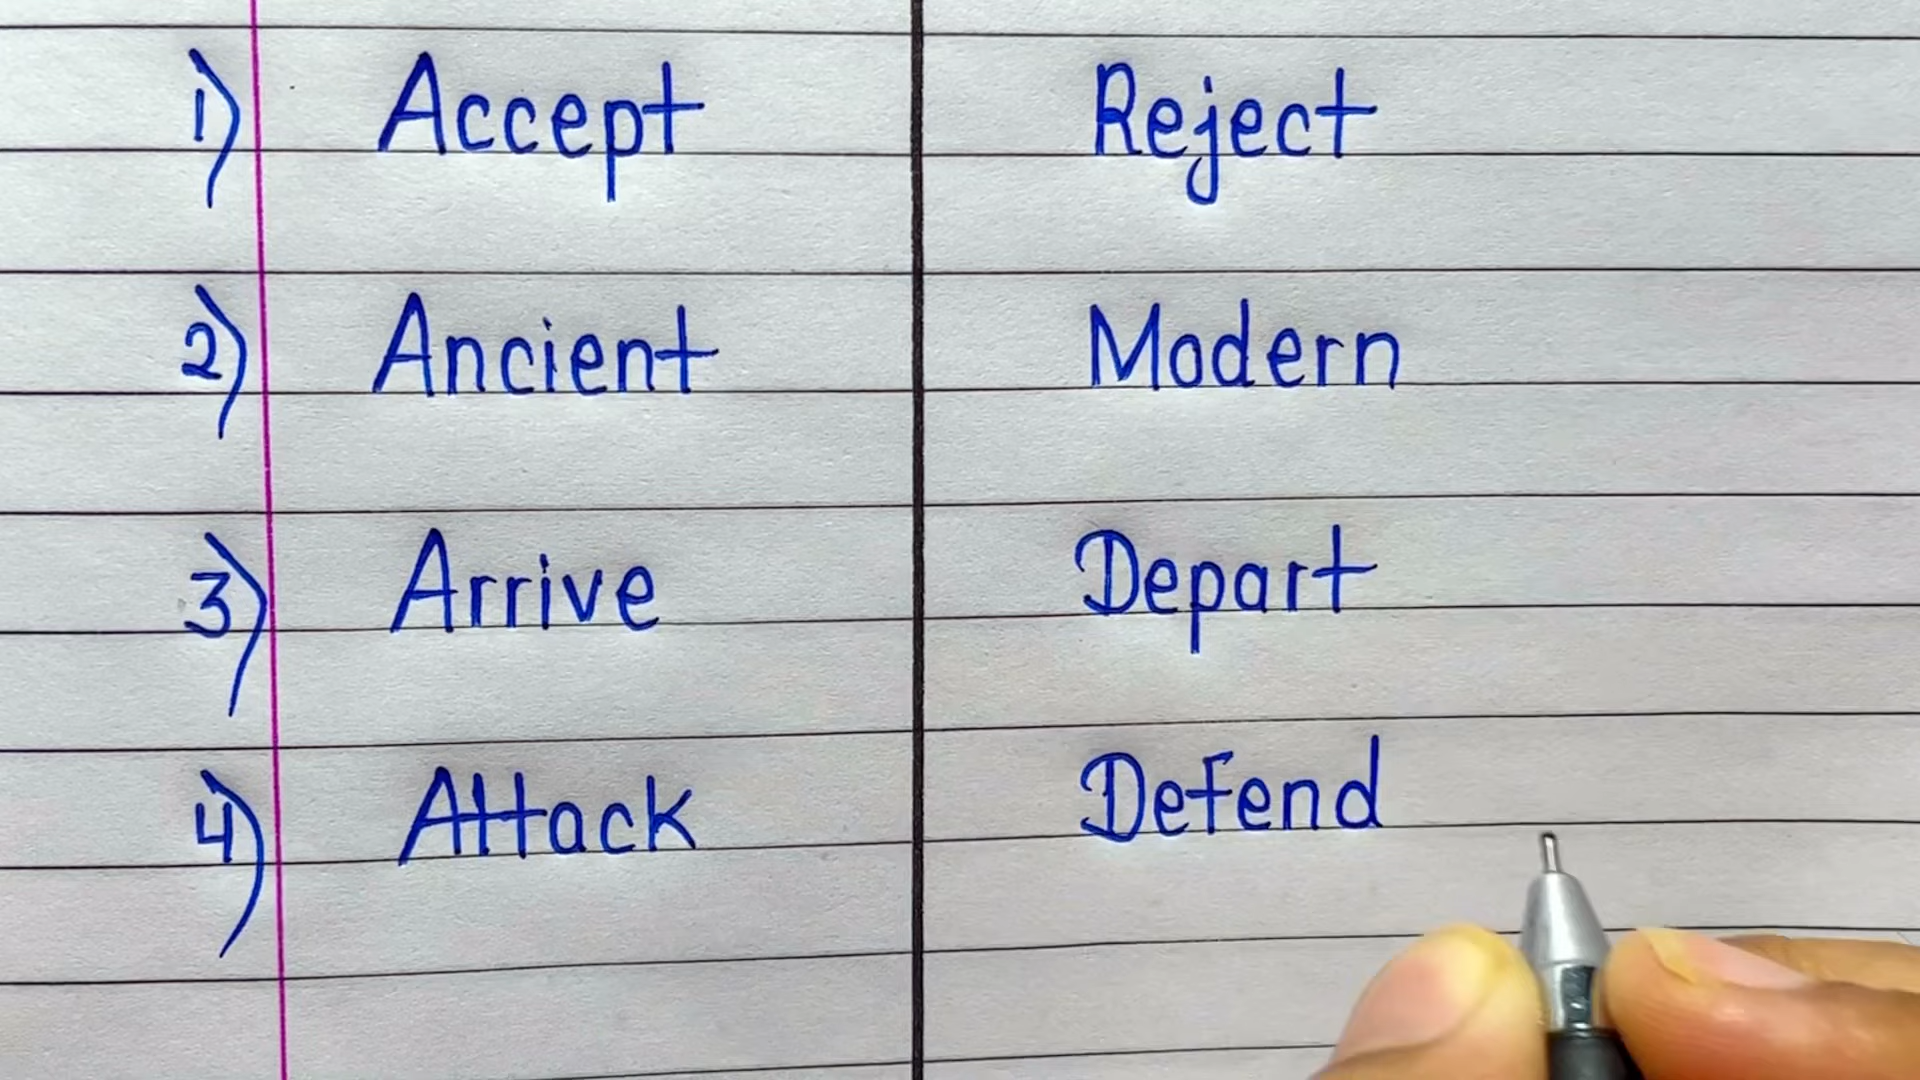 1) Accept Reject
2) Ancient Modern
3) Arrive Depart
4) Attack Defend